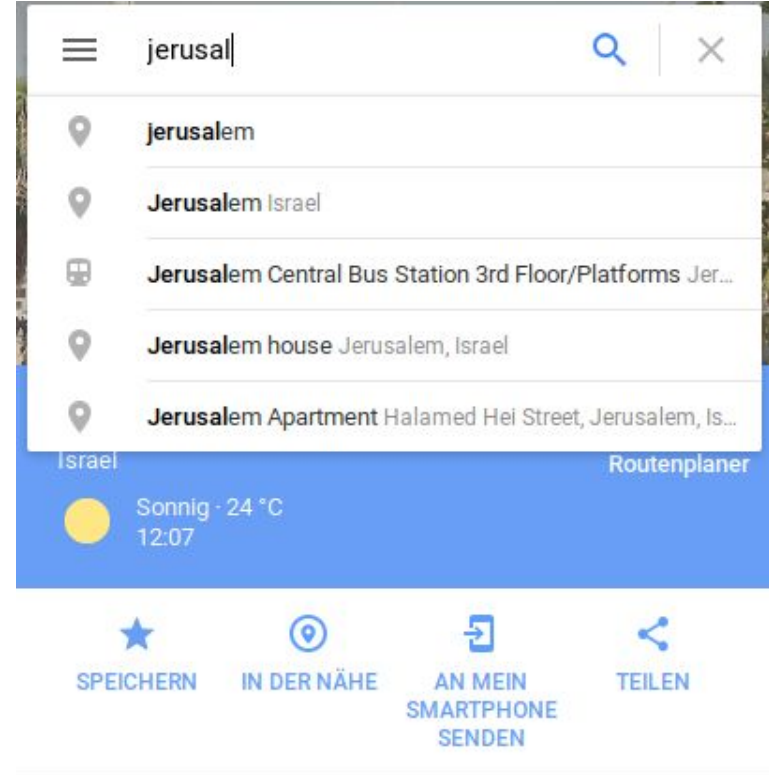 jerusal
jerusalem
Jerusalem Israel
Jerusalem Central Bus Station 3rd Floor/Platforms Jer...
Jerusalem house Jerusalem, Israel
Jerusalem Apartment Halamed Hei Street, Jerusalem, Is...
Israel
Routenplaner
Sonnig · 24 °C
12:07
SPEICHERN
IN DER NÄHE
AN MEIN
SMARTPHONE
SENDEN
TEILEN